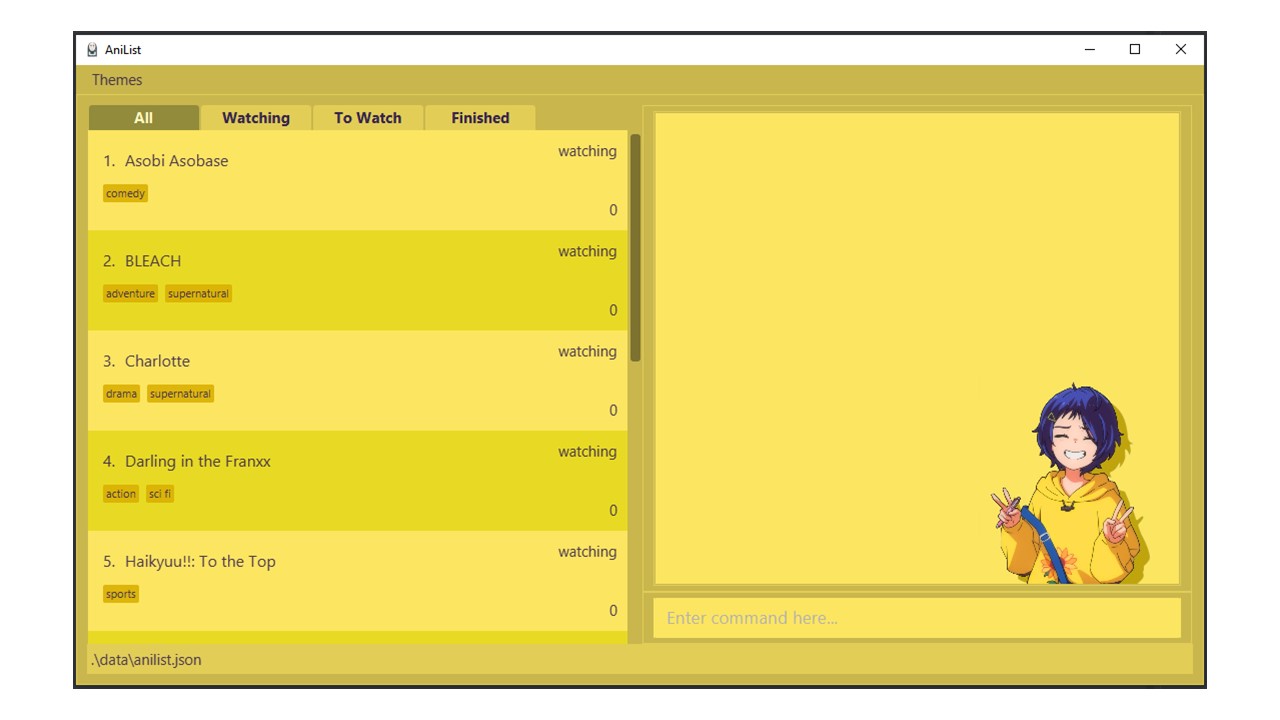 AniList
Themes
All Watching To Watch Finished
1. Asobi Asobase
watching
comedy
0
2. BLEACH
watching
adventure supernatural
0
3. Charlotte
watching
drama supernatural
0
4. Darling in the Franxx
watching
action sci fi
0
5. Haikyuu!!: To the Top
watching
sports
0
Enter command here...
.\data\anilist.json